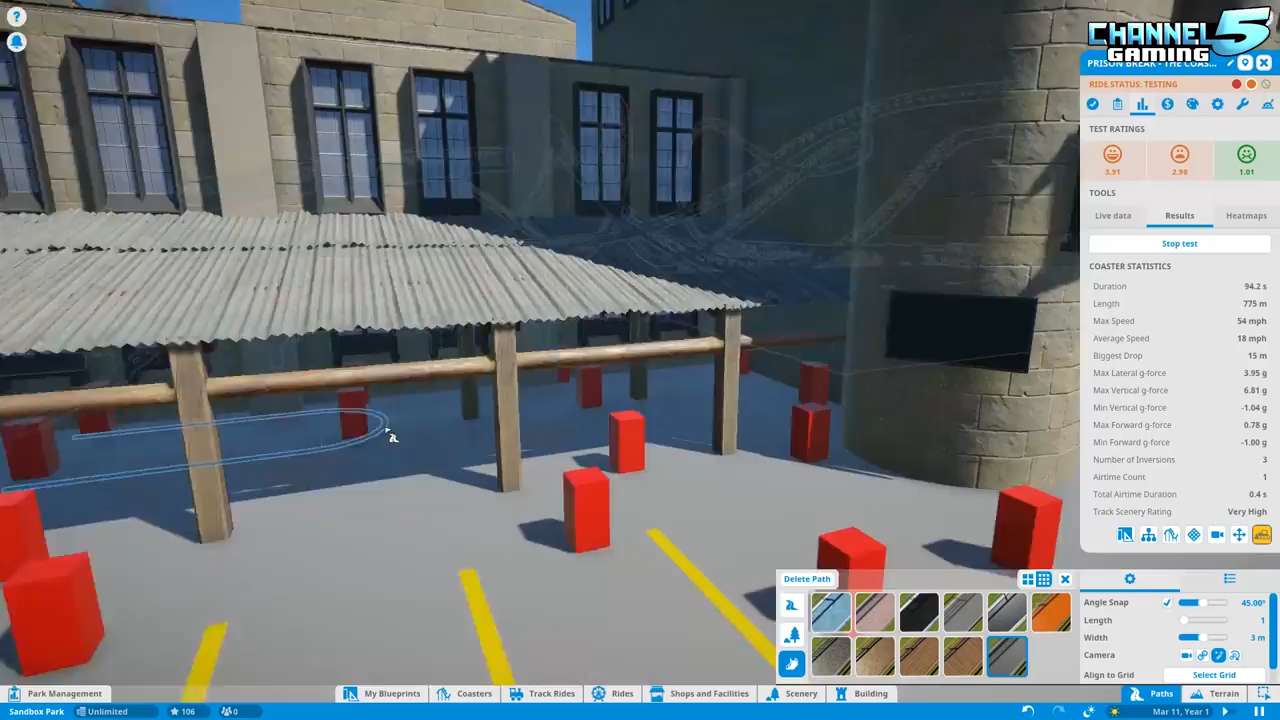 CHANNEL 5
GAMING
PRISON BREAK - THE COAS...
RIDE STATUS: TESTING
TEST RATINGS
3.91 2.98 1.01
TOOLS
Live data Results Heatmaps
Stop test
COASTER STATISTICS
Duration 94.2 s
Length 775 m
Max Speed 54 mph
Average Speed 18 mph
Biggest Drop 15 m
Max Lateral g-force 3.95 g
Max Vertical g-force 6.81 g
Min Vertical g-force -1.04 g
Max Forward g-force 0.78 g
Min Forward g-force -1.00 g
Number of Inversions 3
Airtime Count 1
Total Airtime Duration 0.4 s
Track Scenery Rating Very High
Delete Path
Angle Snap 45.00°
Length 1
Width 3 m
Camera
Align to Grid Select Grid
Park Management My Blueprints Coasters Track Rides Rides Shops and Facilities Scenery Building Paths Terrain
Sandbox Park Unlimited 106 0 Mar 11, Year 1